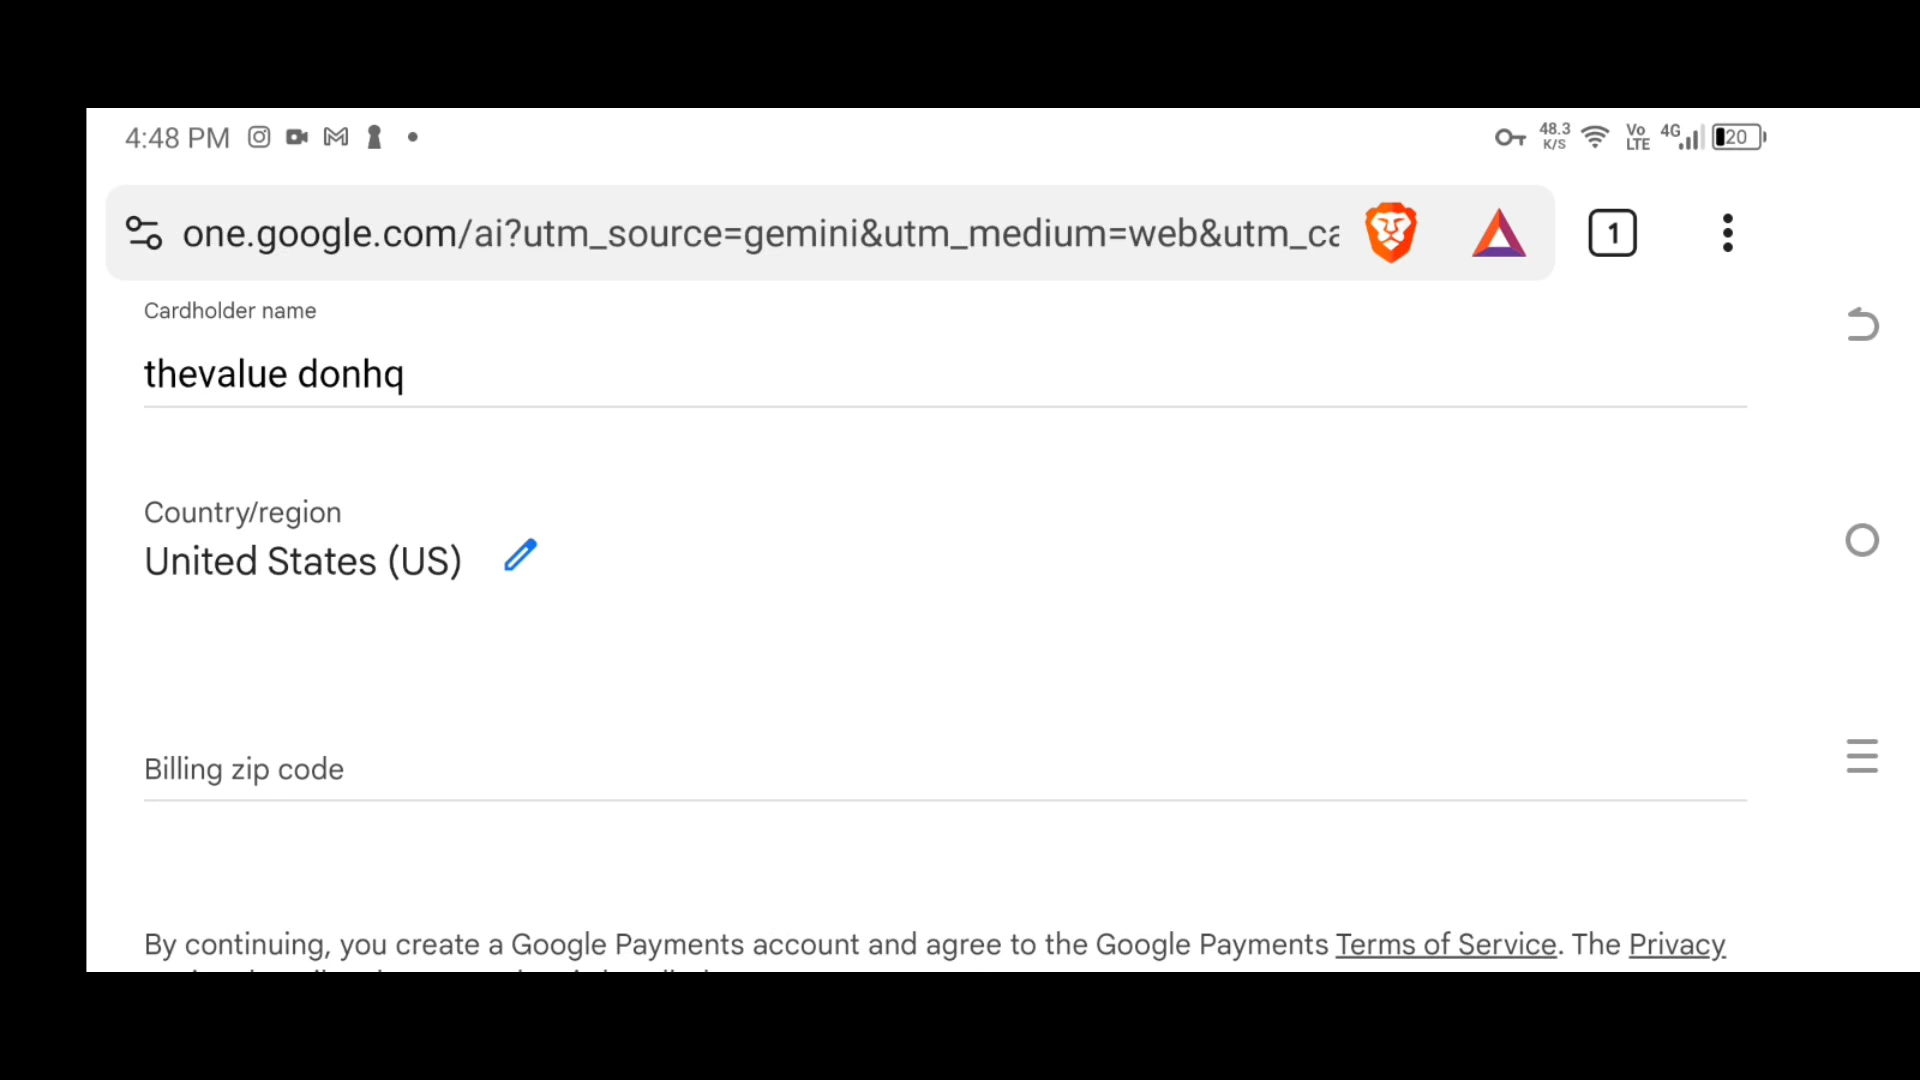 4:48 PM
48.3 K/S Vo LTE 4G 20
one.google.com/ai?utm_source=gemini&utm_medium=web&utm_ca
1
Cardholder name
thevalue donhq
Country/region
United States (US)
Billing zip code
By continuing, you create a Google Payments account and agree to the Google Payments Terms of Service. The Privacy